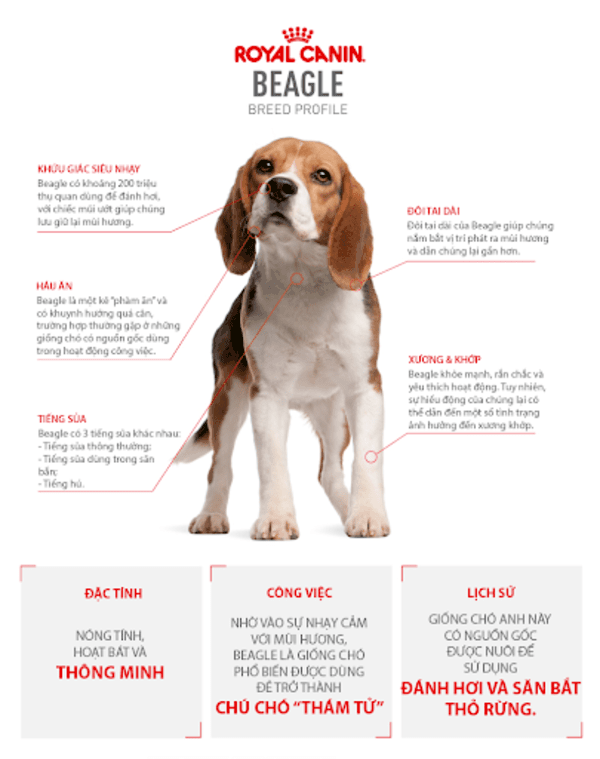 ROYAL CANIN
BEAGLE
BREED PROFILE
KHỨU GIÁC SIÊU NHẠY
Beagle có khoảng 200 triệu
thụ quan dùng để đánh hơi,
với chiếc mũi ướt giúp chúng
lưu giữ lại mùi hương.
ĐÔI TAI DÀI
Đôi tai dài của Beagle giúp chúng
nắm bắt vị trí phát ra mùi hương
và dẫn chúng lại gần hơn.
HÁU ĂN
Beagle là một kẻ "phàm ăn" và
có khuynh hướng quá cân,
trường hợp thường gặp ở những
giống chó có nguồn gốc dùng
trong hoạt động công việc.
XƯƠNG & KHỚP
Beagle khỏe mạnh, rắn chắc và
yêu thích hoạt động. Tuy nhiên,
sự hiếu động của chúng lại có
thể dẫn đến một số tình trạng
ảnh hưởng đến xương khớp.
TIẾNG SỦA
Beagle có 3 tiếng sủa khác nhau:
- Tiếng sủa thông thường;
- Tiếng sủa dùng trong săn
bắn;
- Tiếng hú.
ĐẶC TÍNH
NÓNG TÍNH,
HOẠT BÁT VÀ
THÔNG MINH
CÔNG VIỆC
NHỜ VÀO SỰ NHẠY CẢM
VỚI MÙI HƯƠNG,
BEAGLE LÀ GIỐNG CHÓ
PHỔ BIẾN ĐƯỢC DÙNG
ĐỂ TRỞ THÀNH
CHÚ CHÓ "THÁM TỬ"
LỊCH SỬ
GIỐNG CHÓ ANH NÀY
CÓ NGUỒN GỐC
ĐƯỢC NUÔI ĐỂ
SỬ DỤNG
ĐÁNH HƠI VÀ SĂN BẮT
THỎ RỪNG.